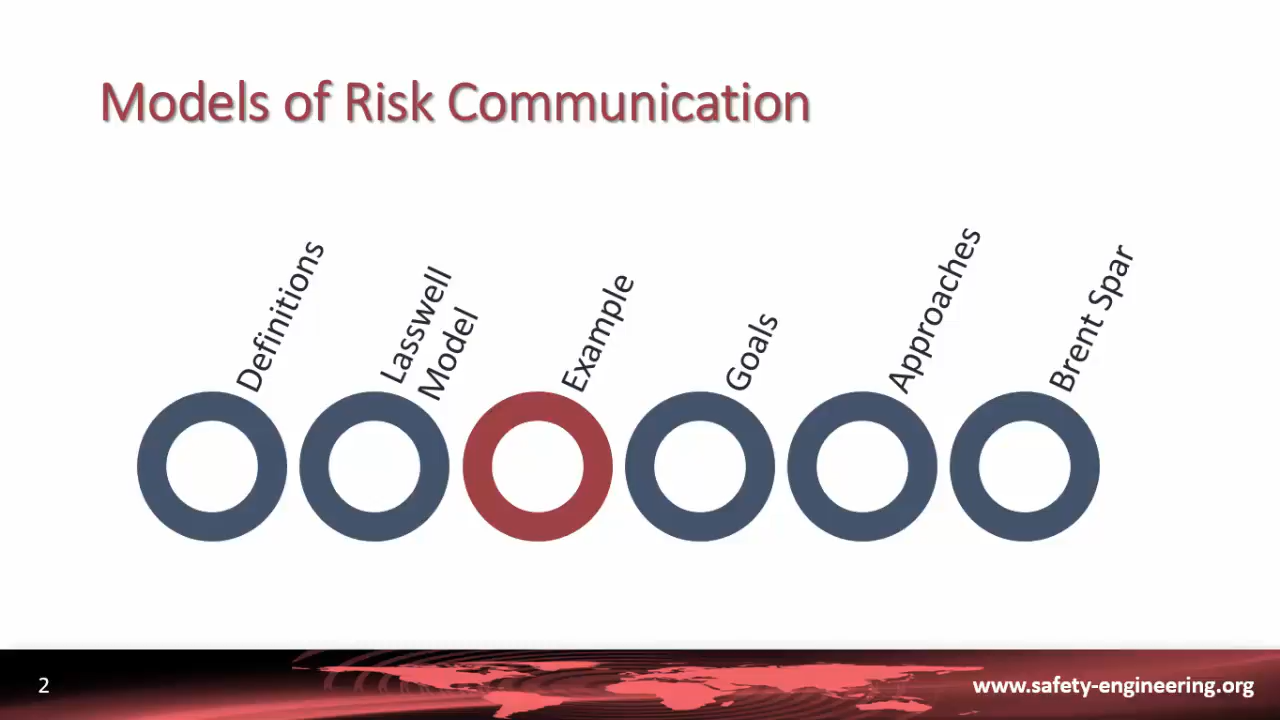 Models of Risk Communication
Definitions
Lasswell
Model
Example
Goals
Approaches
Brent Spar
2
www.safety-engineering.org